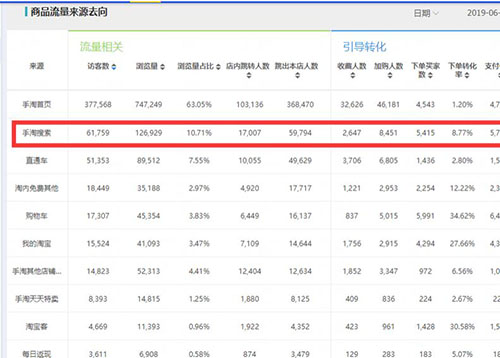 商品流量来源去向 日期 2019-06-
流量相关 引导转化
来源 访客数 浏览量 浏览量占比 店内跳转人数 跳出本店人数 收藏人数 加购人数 下单买家数 下单转化率 支付
手淘首页 377,568 747,249 63.05% 103,136 368,470 32,626 46,181 4,543 1.20% 4,7
手淘搜索 61,759 126,929 10.71% 17,007 59,794 2,647 8,451 5,415 8.77% 5,7
直通车 51,353 89,512 7.55% 10,055 49,629 3,706 6,805 1,436 2.80% 1,5
淘内免费其他 18,449 35,188 2.97% 4,920 17,717 1,221 2,953 2,254 12.22% 2,3
购物车 17,307 45,354 3.83% 6,449 16,137 837 5,015 5,991 34.62% 6,4
我的淘宝 15,524 41,093 3.47% 7,109 14,644 1,756 2,915 4,294 27.66% 4,3
手淘其他店铺... 14,823 52,313 4.41% 12,404 12,634 1,852 3,347 972 6.56% 1,0
手淘天天特卖 8,393 14,815 1.25% 1,880 8,125 409 836 224 2.67% 22
淘宝客 4,669 11,393 0.96% 1,922 4,352 423 961 1,428 30.58% 1,5
每日返现 3,611 6,908 0.58% 874 3,429 129 314 183 5.07%